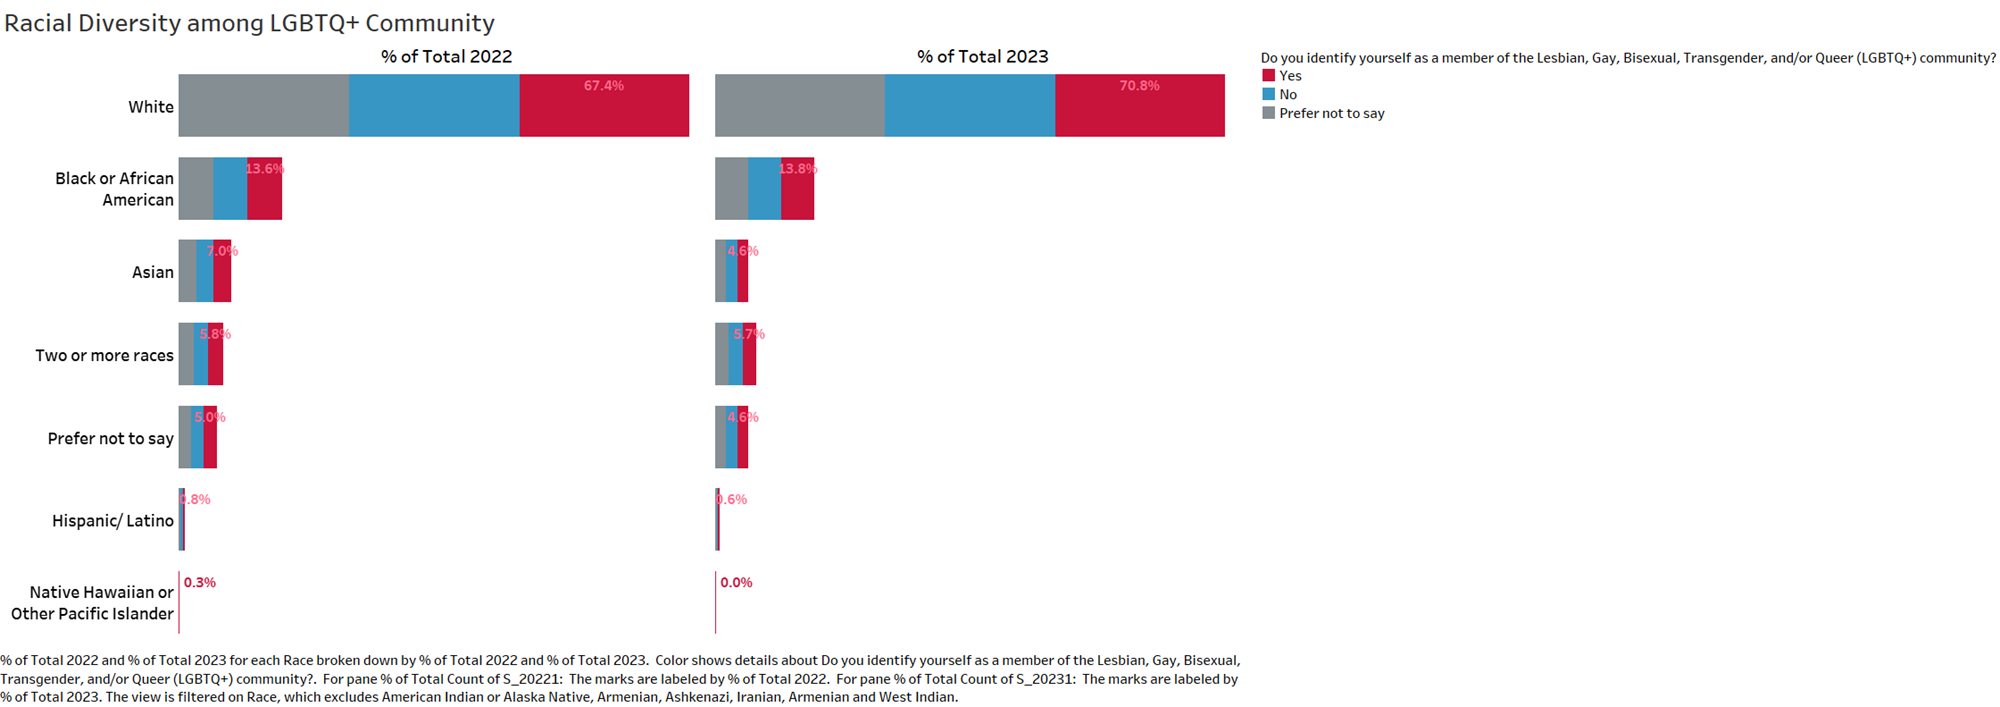 Racial Diversity among LGBTQ+ Community
% of Total 2022
% of Total 2023
Do you identify yourself as a member of the Lesbian, Gay, Bisexual, Transgender, and/or Queer (LGBTQ+) community?
Yes
No
Prefer not to say
White
67.4%
70.8%
Black or African
American
13.6%
13.8%
Asian
7.0%
4.6%
Two or more races
5.8%
5.7%
Prefer not to say
5.0%
4.6%
Hispanic/ Latino
0.8%
0.6%
Native Hawaiian or
Other Pacific Islander
0.3%
0.0%
% of Total 2022 and % of Total 2023 for each Race broken down by % of Total 2022 and % of Total 2023.  Color shows details about Do you identify yourself as a member of the Lesbian, Gay, Bisexual,
Transgender, and/or Queer (LGBTQ+) community?.  For pane % of Total Count of S_20221:  The marks are labeled by % of Total 2022.  For pane % of Total Count of S_20231:  The marks are labeled by
% of Total 2023. The view is filtered on Race, which excludes American Indian or Alaska Native, Armenian, Ashkenazi, Iranian, Armenian and West Indian.